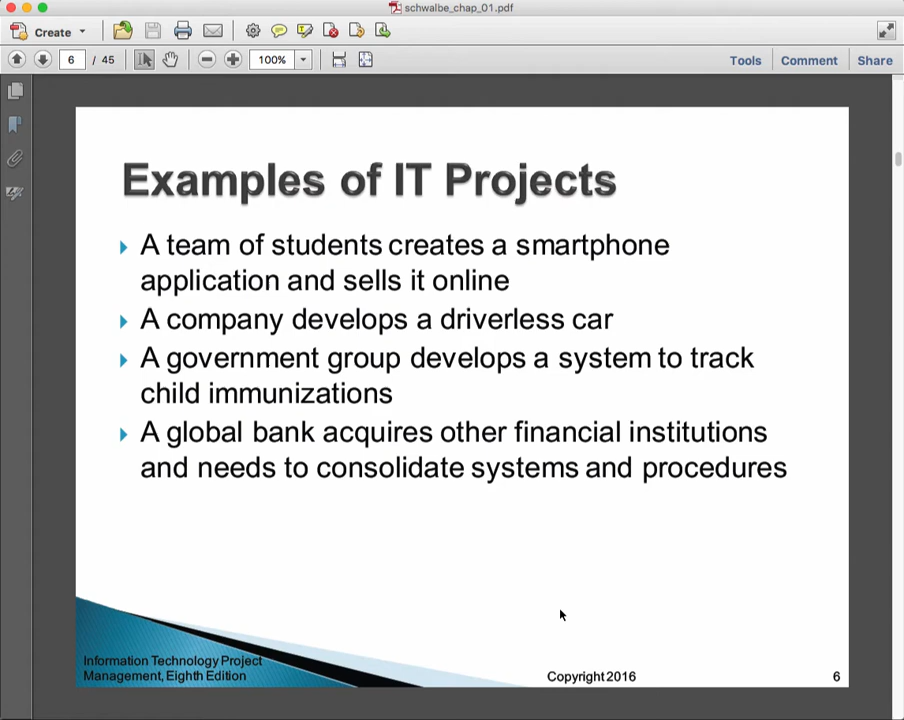 schwalbe_chap_01.pdf
Create
6 / 45
100%
Tools
Comment
Share
Examples of IT Projects
A team of students creates a smartphone
application and sells it online
A company develops a driverless car
A government group develops a system to track
child immunizations
A global bank acquires other financial institutions
and needs to consolidate systems and procedures
Information Technology Project
Management, Eighth Edition
Copyright 2016
6